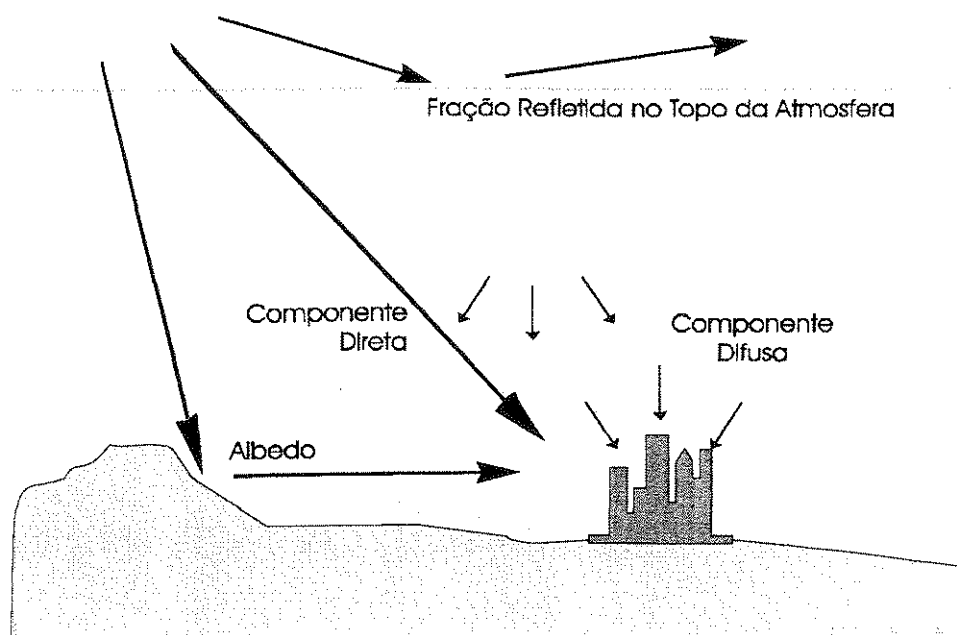 Fração Refletida no Topo da Atmosfera
Componente
Direta
Componente
Difusa
Albedo